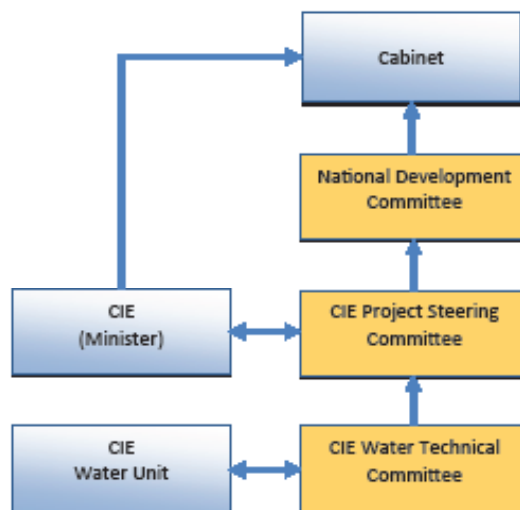 Cabinet
National Development
Committee
CIE
(Minister)
CIE Project Steering
Committee
CIE
Water Unit
CIE Water Technical
Committee